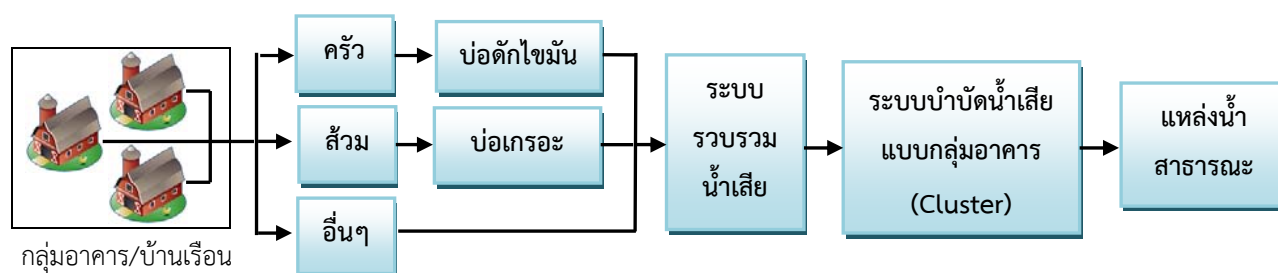 กลุ่มอาคาร/บ้านเรือน
ครัว
บ่อดักไขมัน
ส้วม
บ่อเกรอะ
อื่นๆ
ระบบ
รวบรวม
น้ำเสีย
ระบบบำบัดน้ำเสีย
แบบกลุ่มอาคาร
(Cluster)
แหล่งน้ำ
สาธารณะ